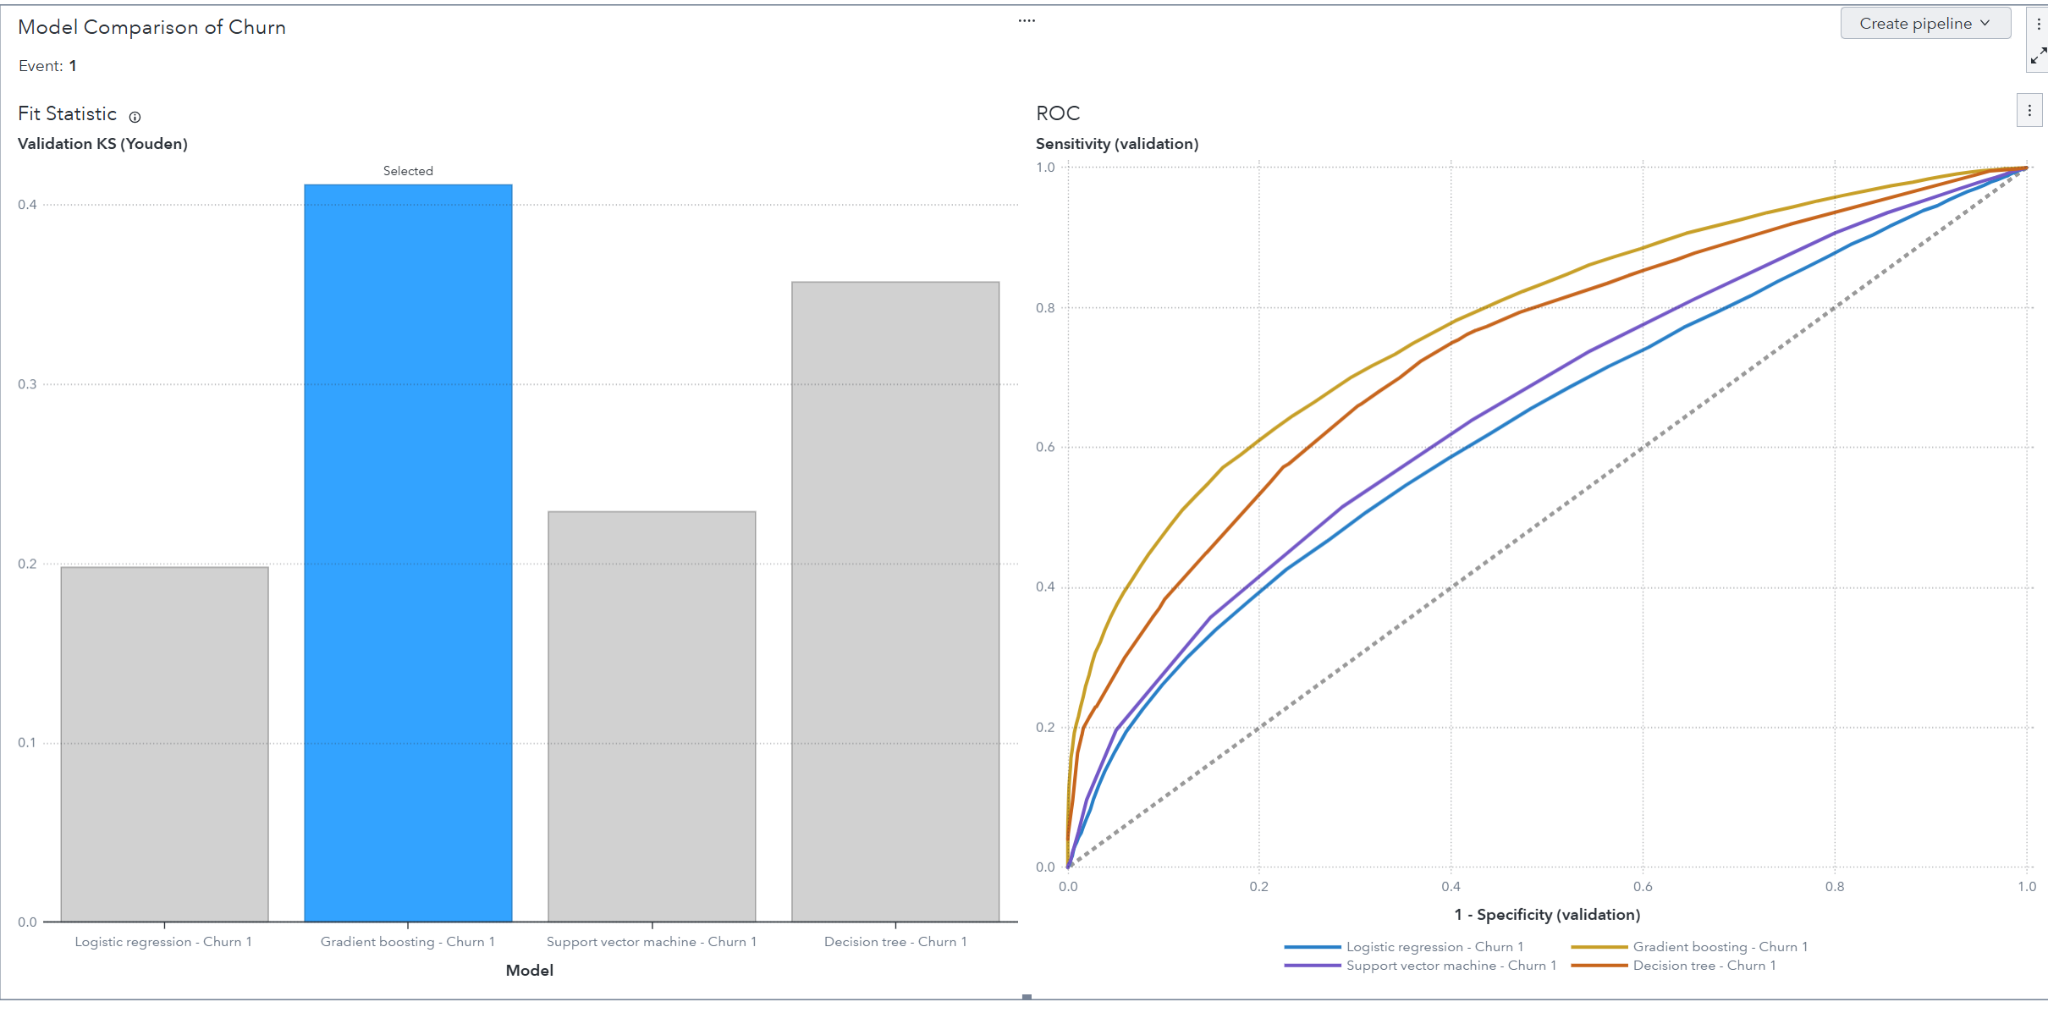 Model Comparison of Churn
Create pipeline
Event: 1
Fit Statistic
Validation KS (Youden)
Selected
0.4
0.3
0.2
0.1
0.0
Logistic regression - Churn 1
Gradient boosting - Churn 1
Support vector machine - Churn 1
Decision tree - Churn 1
Model
ROC
Sensitivity (validation)
1.0
0.8
0.6
0.4
0.2
0.0
0.0 0.2 0.4 0.6 0.8 1.0
1 - Specificity (validation)
Logistic regression - Churn 1 Gradient boosting - Churn 1
Support vector machine - Churn 1 Decision tree - Churn 1